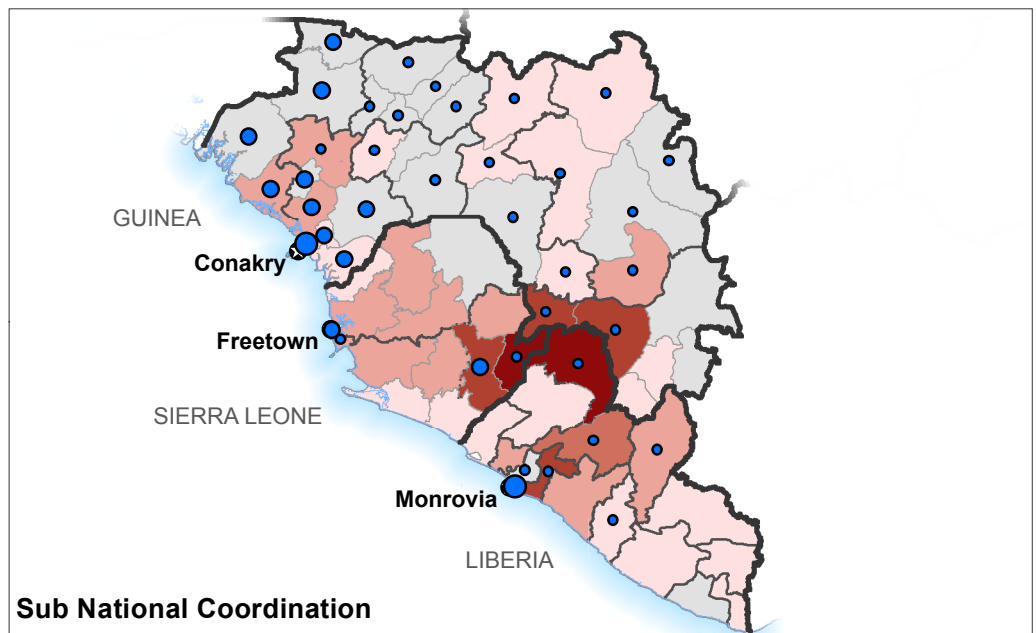 GUINEA
Conakry
Freetown
SIERRA LEONE
Monrovia
LIBERIA
Sub National Coordination